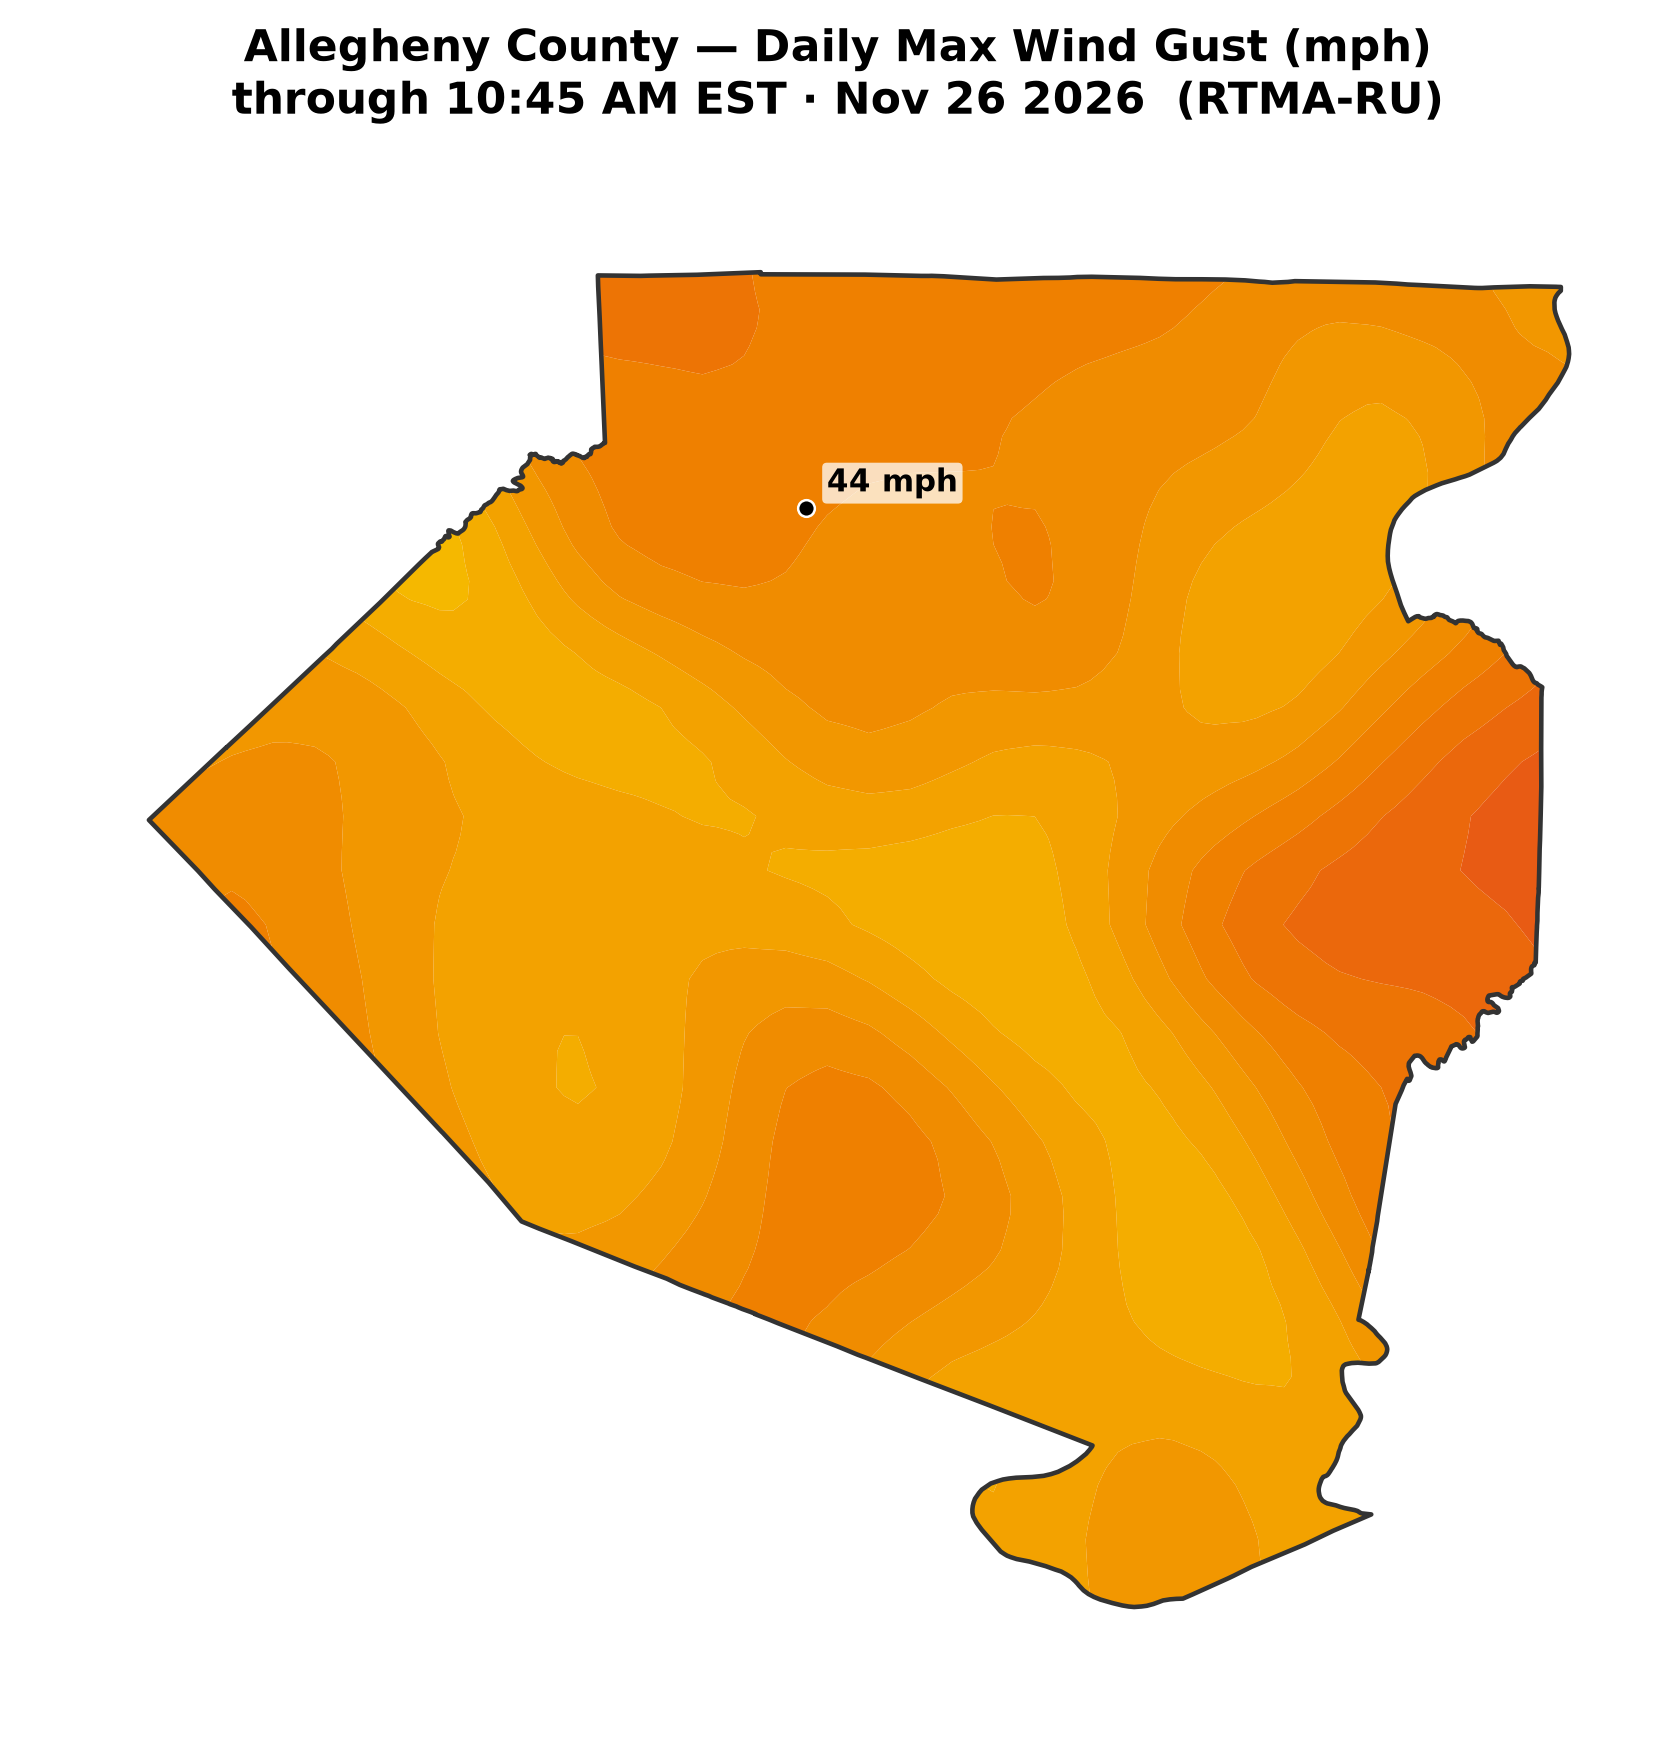 Allegheny County — Daily Max Wind Gust (mph)
through 10:45 AM EST · Nov 26 2026 (RTMA-RU)
44 mph